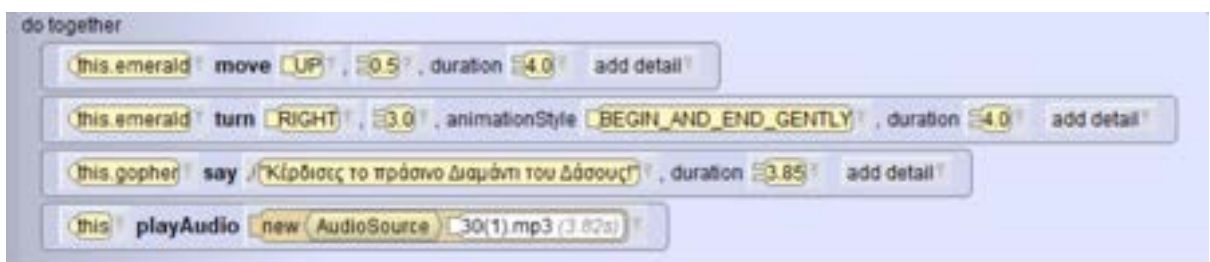 do together
this.emerald move UP , 0.5 , duration 4.0 add detail
this.emerald turn RIGHT , 3.0 , animationStyle BEGIN_AND_END_GENTLY , duration 4.0 add detail
this.gopher say "Κέρδισες το πράσινο Διαμάντι του Δάσους!" , duration 3.85 add detail
this playAudio new AudioSource 30(1).mp3 (3.82s)